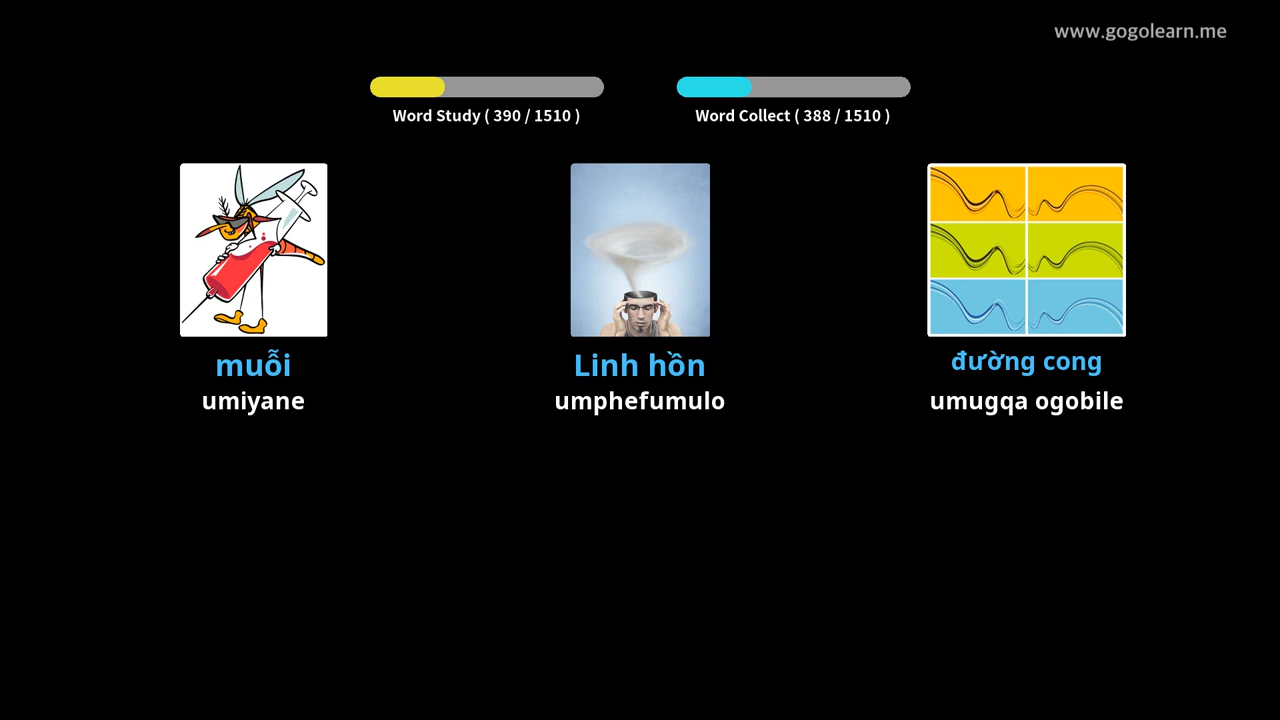 www.gogolearn.me
Word Study ( 390 / 1510 )
Word Collect ( 388 / 1510 )
muỗi
umiyane
Linh hồn
umphefumulo
đường cong
umugqa ogobile